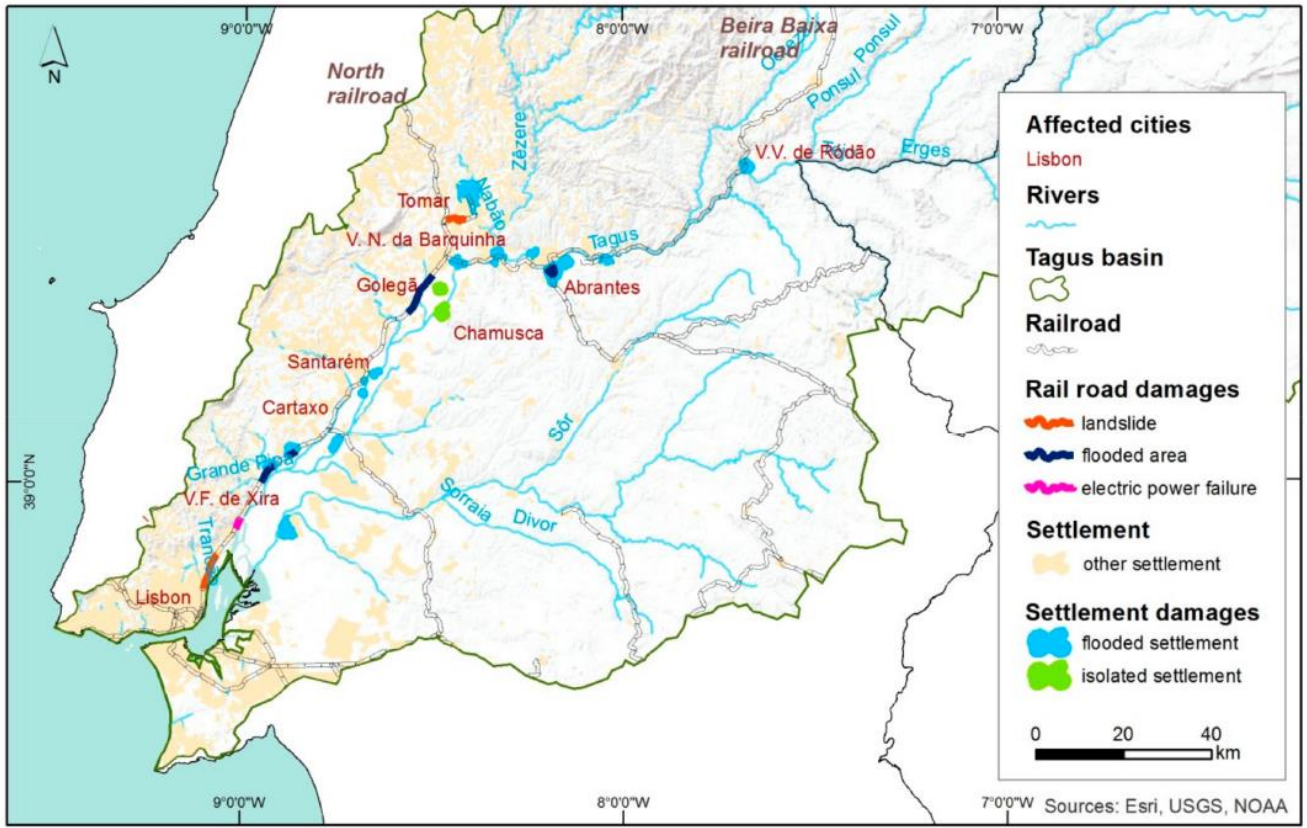 9°0'0"W
8°0'0"W
7°0'0"W
N
North
railroad
Beira Baixa
railroad
Ponsul
Ponsul
Zêzere
Erges
V.V. de Ródão
Tomar
Nabão
V. N. da Barquinha
Tagus
Golegã
Abrantes
Chamusca
Santarém
Cartaxo
Sôr
Grande Pipa
V.F. de Xira
Sorraia
Divor
Lisbon
39°0'0"N
Affected cities
Lisbon
Rivers
Tagus basin
Railroad
Rail road damages
landslide
flooded area
electric power failure
Settlement
other settlement
Settlement damages
flooded settlement
isolated settlement
0 20 40
km
9°0'0"W
8°0'0"W
7°0'0"W
Sources: Esri, USGS, NOAA